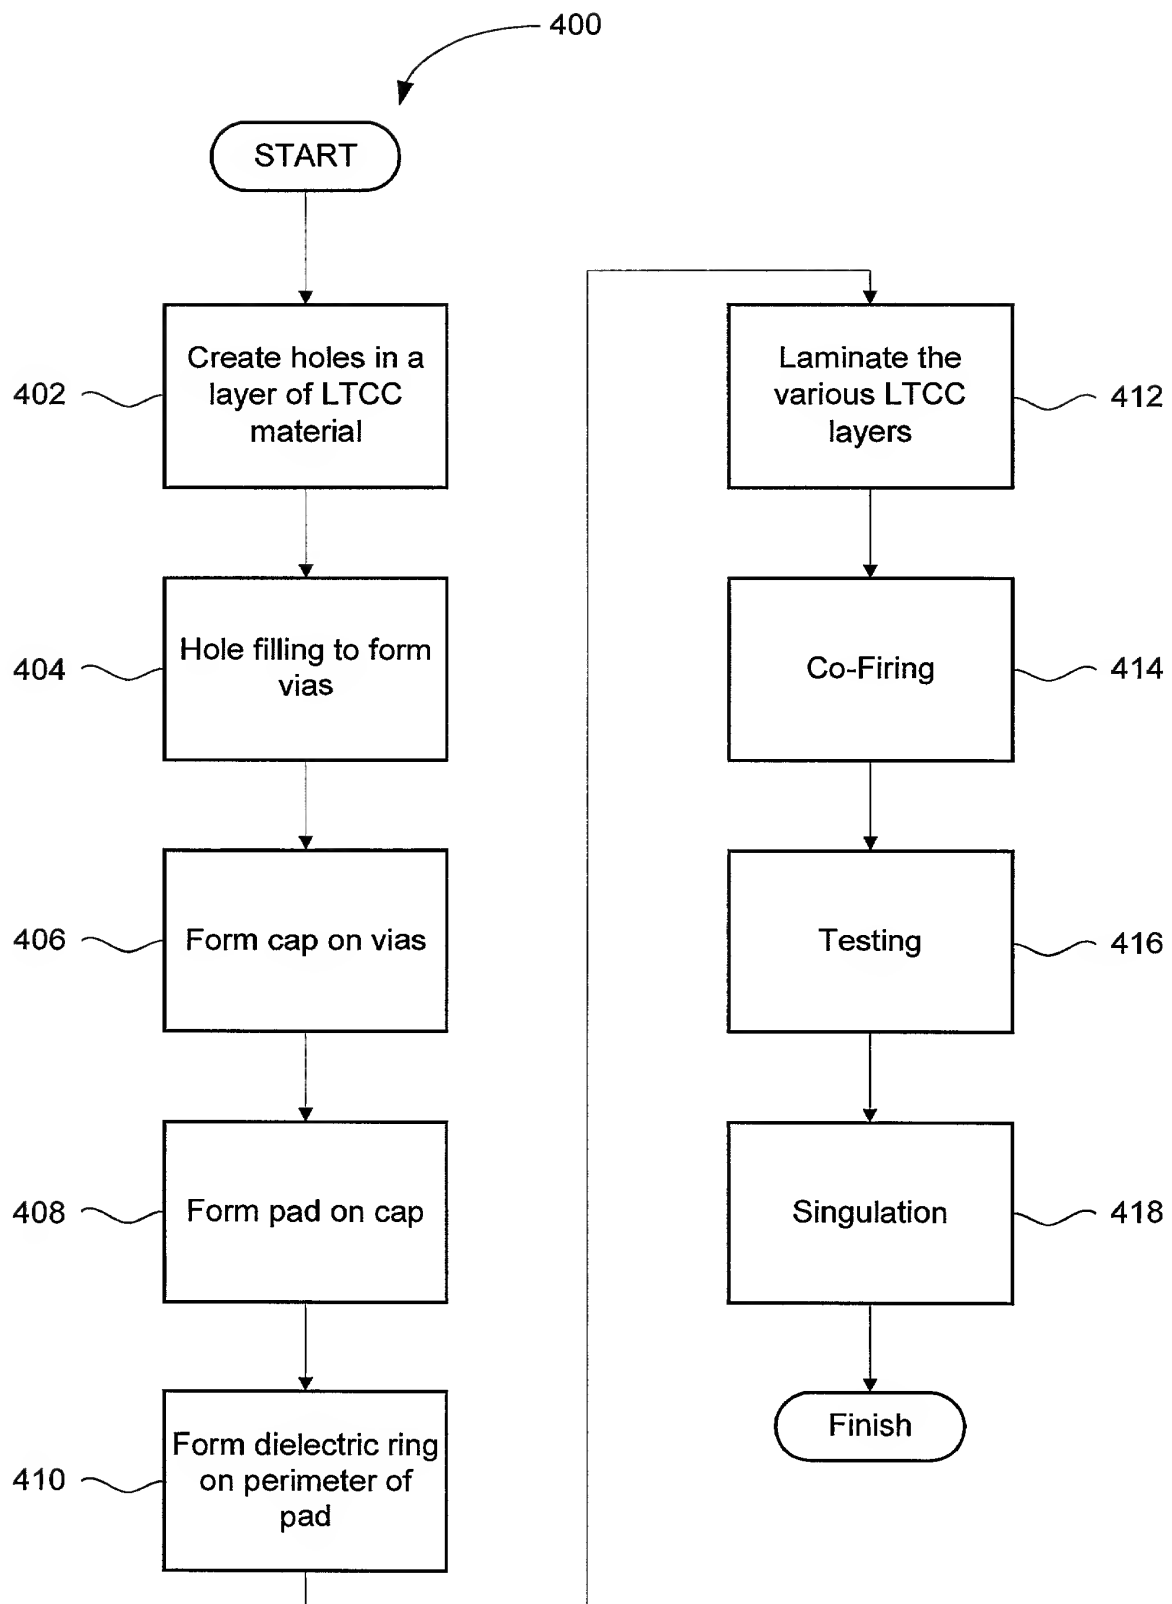 400
START
402
Create holes in a
layer of LTCC
material
404
Hole filling to form
vias
406
Form cap on vias
408
Form pad on cap
410
Form dielectric ring
on perimeter of
pad
Laminate the
various LTCC
layers
412
Co-Firing
414
Testing
416
Singulation
418
Finish